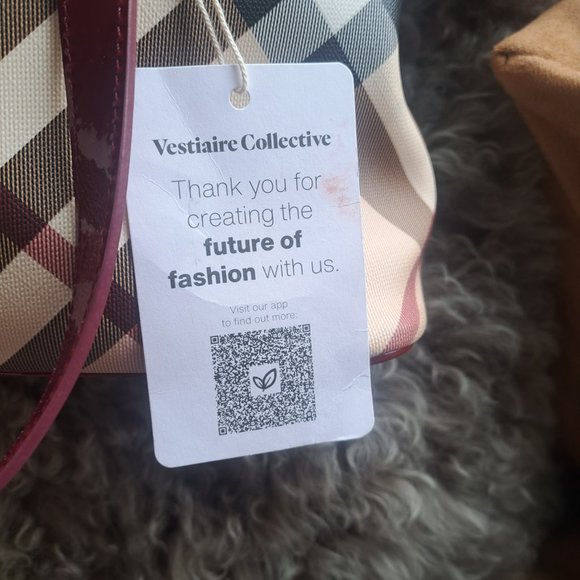 Vestiaire Collective
Thank you for
creating the
future of
fashion with us.
Visit our app
to find out more: